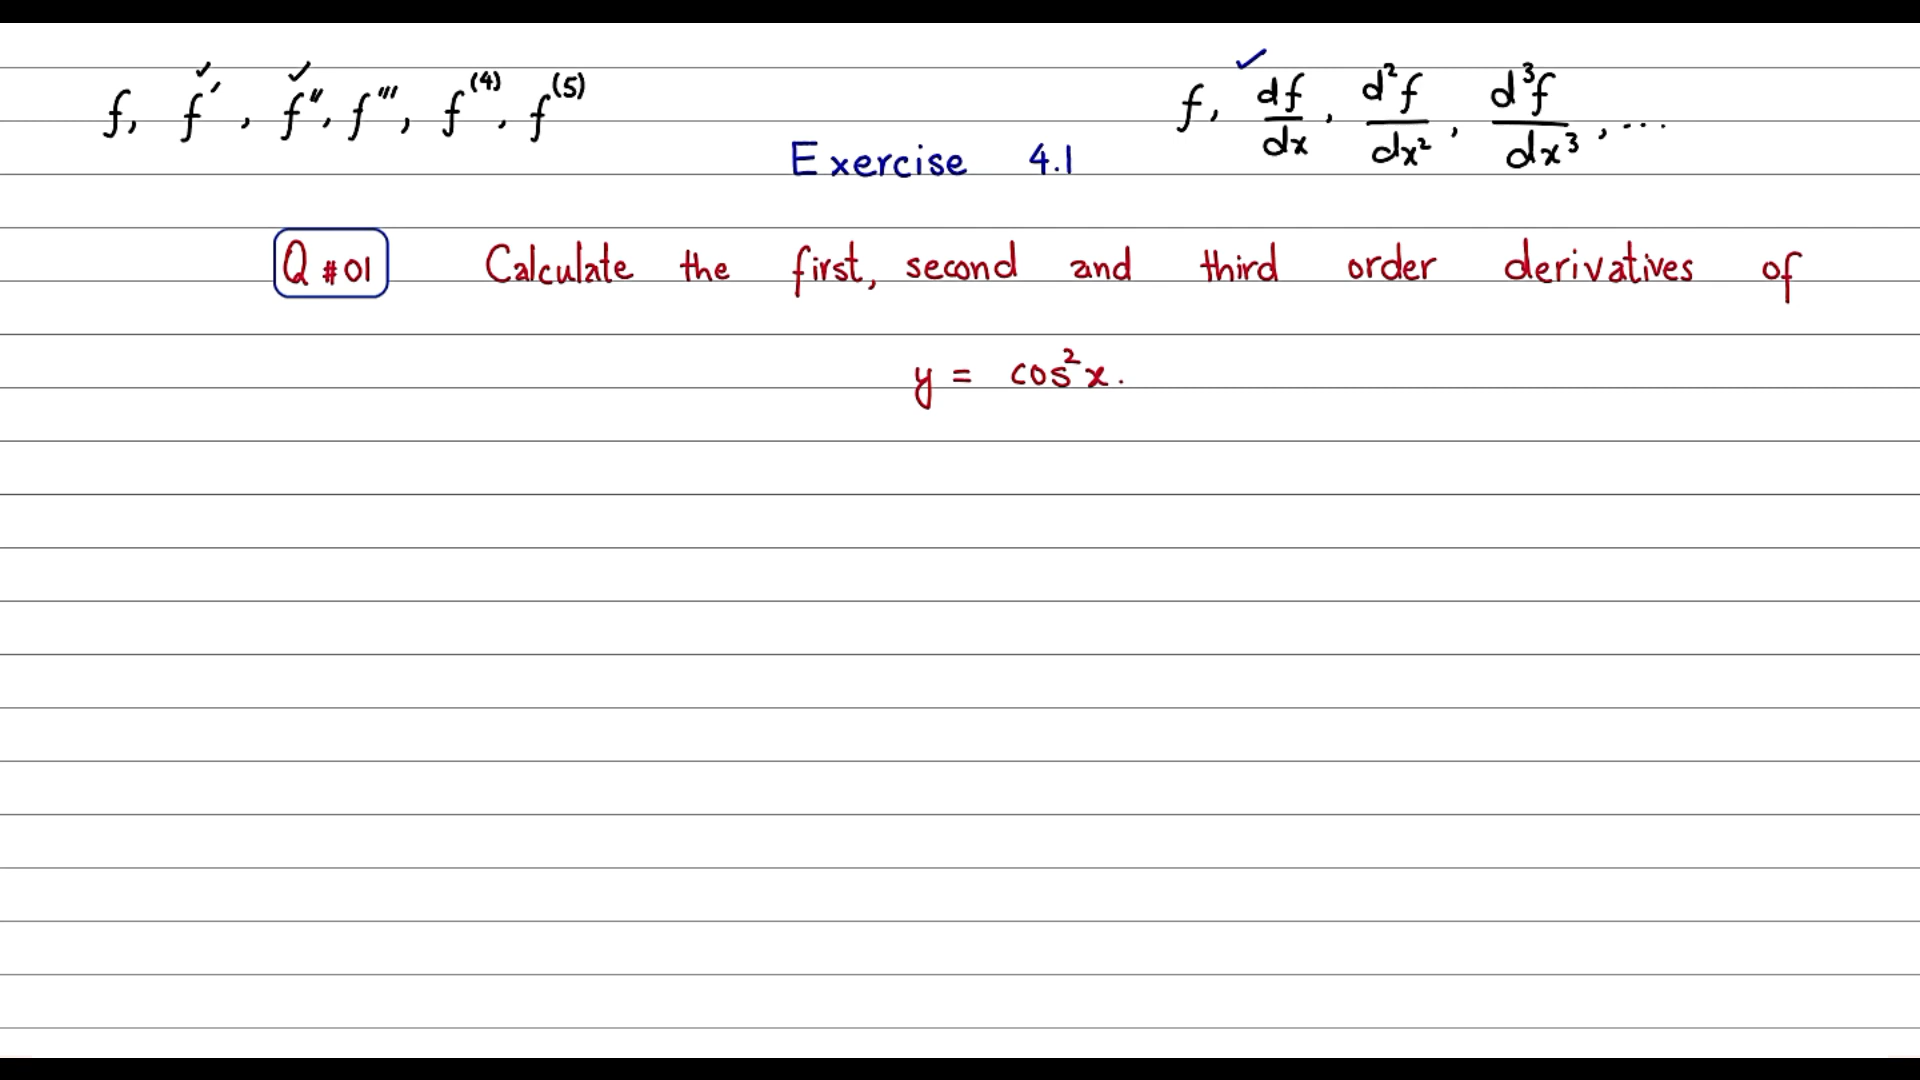 f, f′, f″, f‴, f⁽⁴⁾, f⁽⁵⁾
f, df/dx, d²f/dx², d³f/dx³, ...
Exercise 4.1
Q #01 Calculate the first, second and third order derivatives of
y = cos²x.